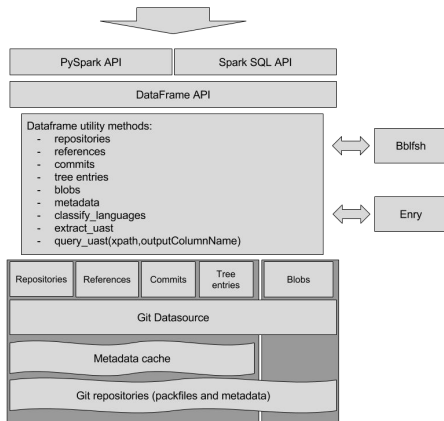 PySpark API
Spark SQL API
DataFrame API
Dataframe utility methods:
- repositories
- references
- commits
- tree entries
- blobs
- metadata
- classify_languages
- extract_uast
- query_uast(xpath,outputColumnName)
Bblfsh
Enry
Repositories
References
Commits
Tree
entries
Blobs
Git Datasource
Metadata cache
Git repositories (packfiles and metadata)